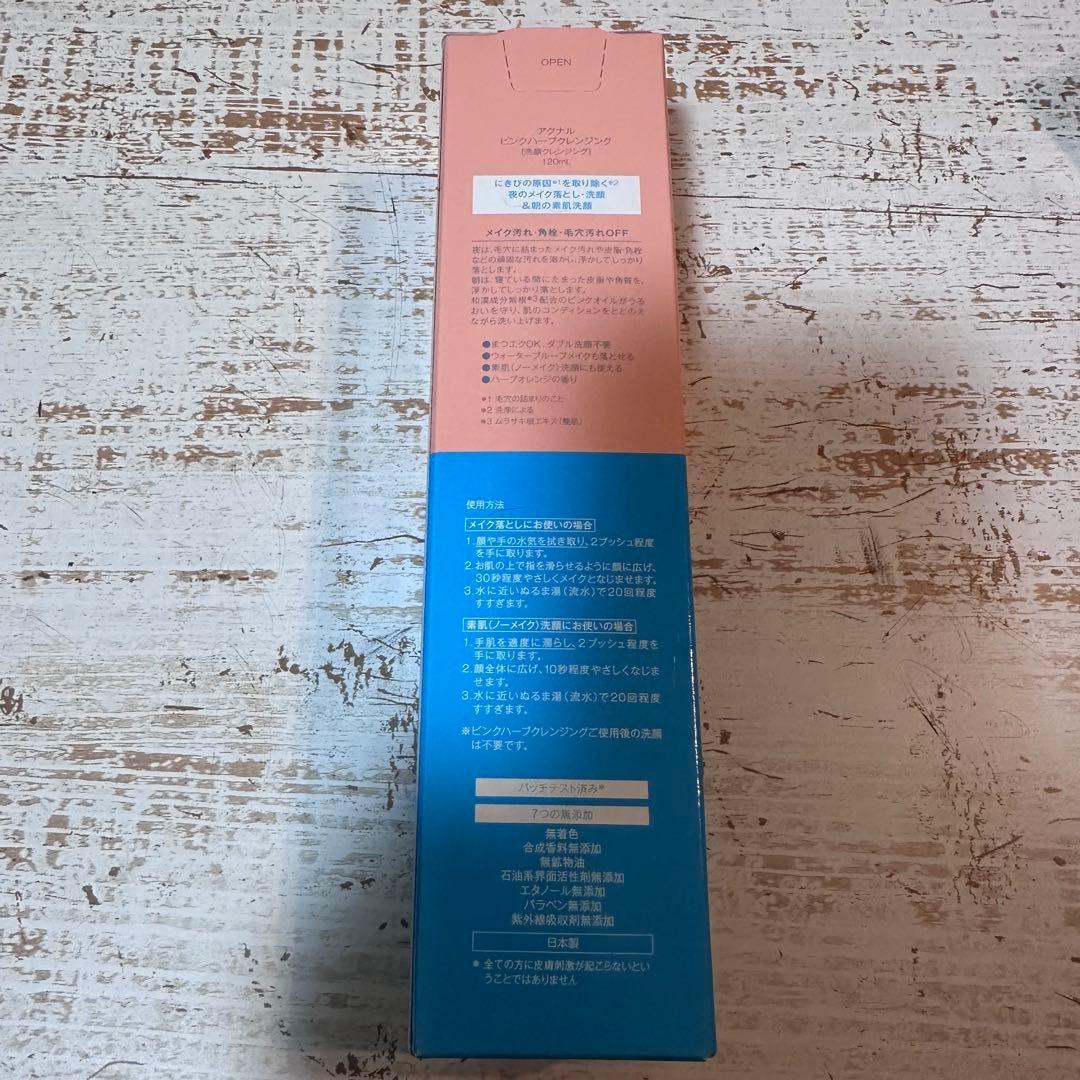 OPEN
アクナル
ピンクハーブクレンジング
[洗顔クレンジング]
120mL
にきびの原因*1を取り除く*2
夜のメイク落とし・洗顔
&朝の素肌洗顔
メイク汚れ・角栓・毛穴汚れOFF
夜は、毛穴に詰まったメイク汚れや皮脂・角栓
などの頑固な汚れを溶かし、浮かしてしっかり
落とします。
朝は、寝ている間にたまった皮脂や角質を、
浮かしてしっかり落とします。
和漢成分紫根*3配合のピンクオイルがうる
おいを守り、肌のコンディションをととのえ
ながら洗い上げます。
●まつエクOK、ダブル洗顔不要
●ウォータープルーフメイクも落とせる
●素肌(ノーメイク)洗顔にも使える
●ハーブオレンジの香り
*1 毛穴の詰まりのこと
*2 洗浄による
*3 ムラサキ根エキス(整肌)
使用方法
メイク落としにお使いの場合
1.顔や手の水気を拭き取り、2プッシュ程度
を手に取ります。
2.お肌の上で指を滑らせるように顔に広げ、
30秒程度やさしくメイクとなじませます。
3.水に近いぬるま湯(流水)で20回程度
すすぎます。
素肌(ノーメイク)洗顔にお使いの場合
1.手肌を適度に濡らし、2プッシュ程度を
手に取ります。
2.顔全体に広げ、10秒程度やさしくなじま
せます。
3.水に近いぬるま湯(流水)で20回程度
すすぎます。
※ピンクハーブクレンジングご使用後の洗顔
は不要です。
パッチテスト済み*
7つの無添加
無着色
合成香料無添加
無鉱物油
石油系界面活性剤無添加
エタノール無添加
パラベン無添加
紫外線吸収剤無添加
日本製
* 全ての方に皮膚刺激が起こらないとい
うことではありません